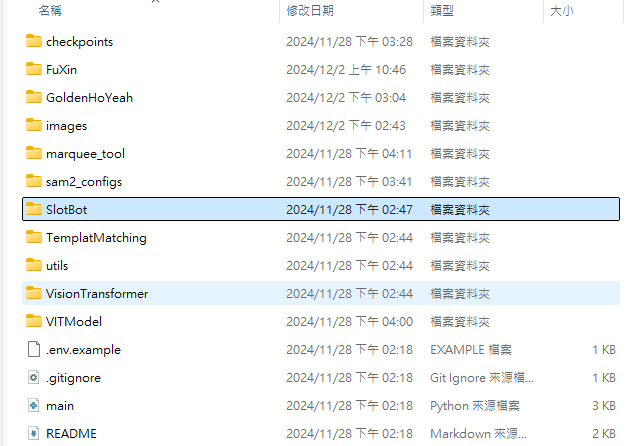 名稱 修改日期 類型 大小
checkpoints 2024/11/28 下午 03:28 檔案資料夾
FuXin 2024/12/2 上午 10:46 檔案資料夾
GoldenHoYeah 2024/12/2 下午 03:04 檔案資料夾
images 2024/12/2 下午 02:43 檔案資料夾
marquee_tool 2024/11/28 下午 04:11 檔案資料夾
sam2_configs 2024/11/28 下午 03:41 檔案資料夾
SlotBot 2024/11/28 下午 02:47 檔案資料夾
TemplatMatching 2024/11/28 下午 02:44 檔案資料夾
utils 2024/11/28 下午 02:44 檔案資料夾
VisionTransformer 2024/11/28 下午 02:44 檔案資料夾
VITModel 2024/11/28 下午 04:00 檔案資料夾
.env.example 2024/11/28 下午 02:18 EXAMPLE 檔案 1 KB
.gitignore 2024/11/28 下午 02:18 Git Ignore 來源檔... 1 KB
main 2024/11/28 下午 02:18 Python 來源檔案 3 KB
README 2024/11/28 下午 02:18 Markdown 來源檔... 2 KB